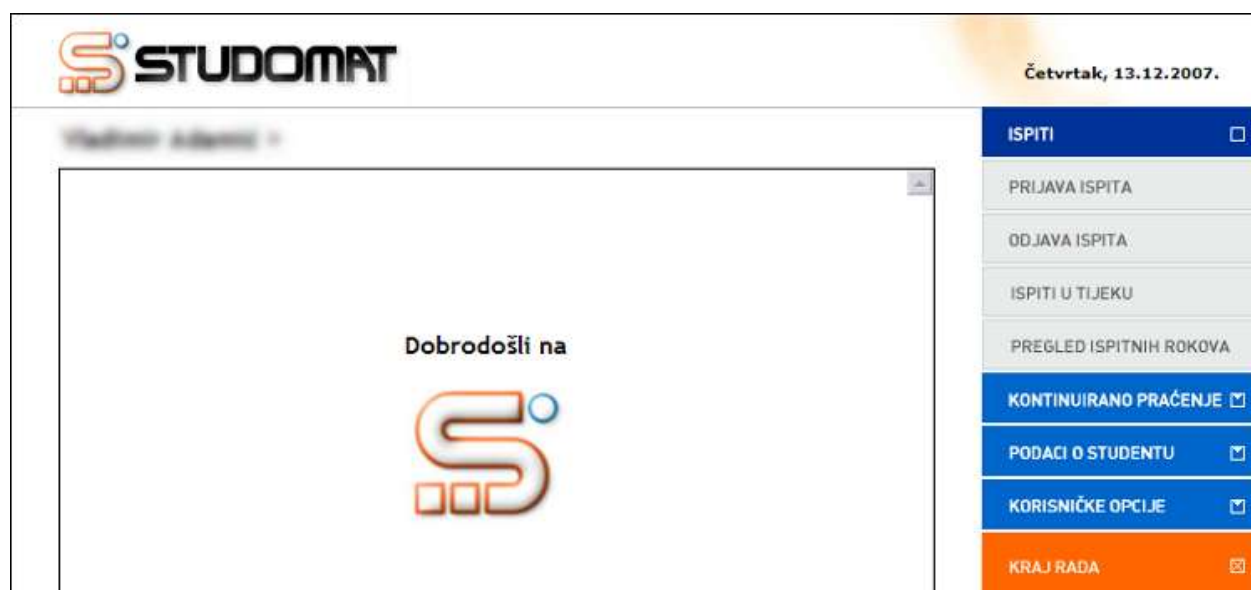 STUDOMAT
Četvrtak, 13.12.2007.
ISPITI
PRIJAVA ISPITA
ODJAVA ISPITA
ISPITI U TIJEKU
PREGLED ISPITNIH ROKOVA
KONTINUIRANO PRAĆENJE
PODACI O STUDENTU
KORISNIČKE OPCIJE
KRAJ RADA
Dobrodošli na